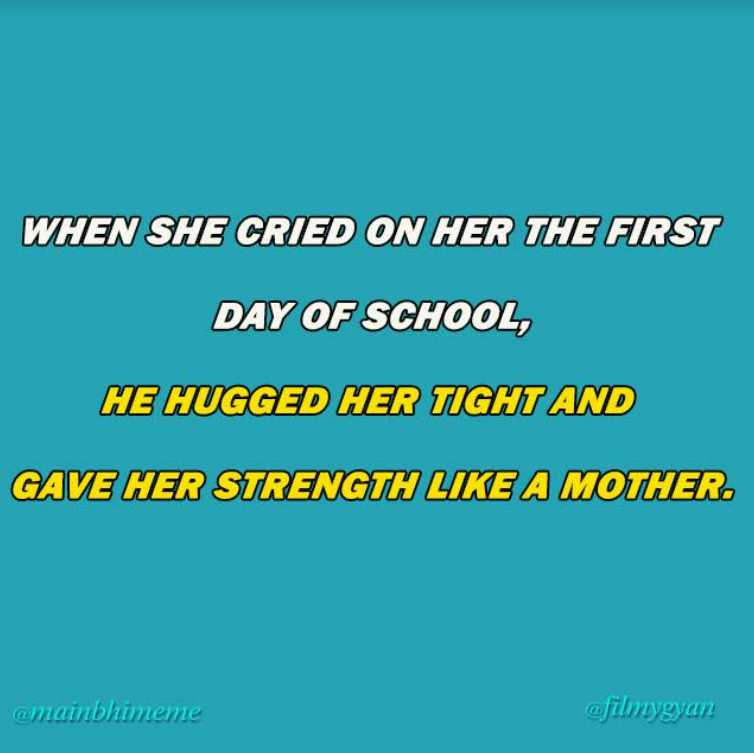 WHEN SHE CRIED ON HER THE FIRST
DAY OF SCHOOL,
HE HUGGED HER TIGHT AND
GAVE HER STRENGTH LIKE A MOTHER.
@mainbhimeme
@filmygyan